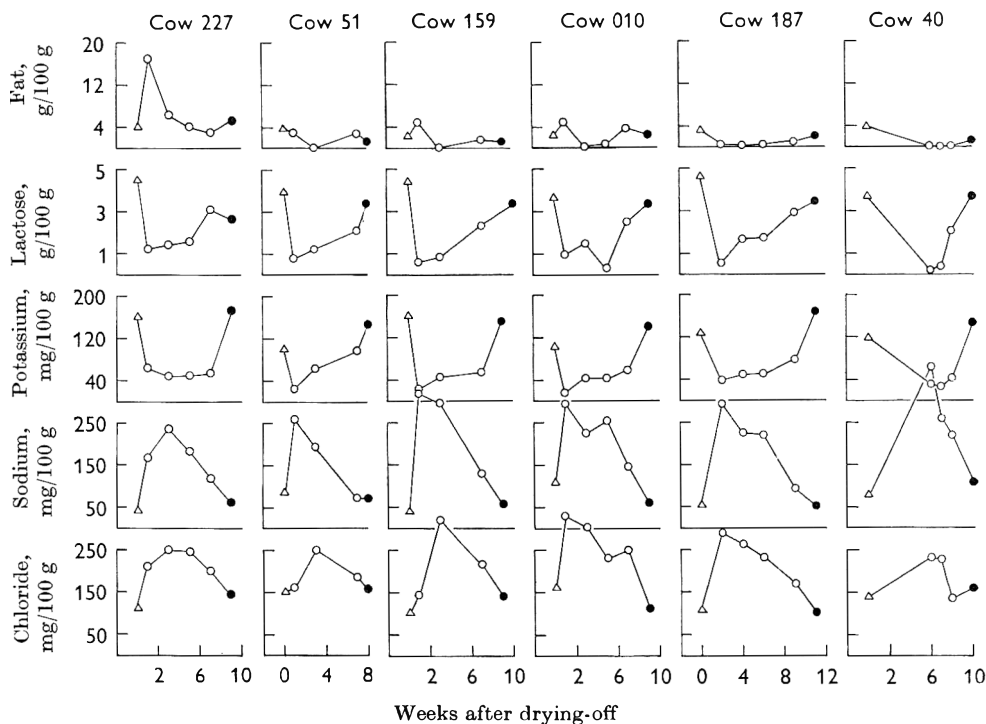 Cow 227 Cow 51 Cow 159 Cow 010 Cow 187 Cow 40
Fat,
g/100 g
20
12
4
Lactose,
g/100 g
5
3
1
Potassium,
mg/100 g
200
120
40
Sodium,
mg/100 g
250
150
50
Chloride,
mg/100 g
250
150
50
2 6 10 0 4 8 2 6 10 2 6 10 0 4 8 12 2 6 10
Weeks after drying-off